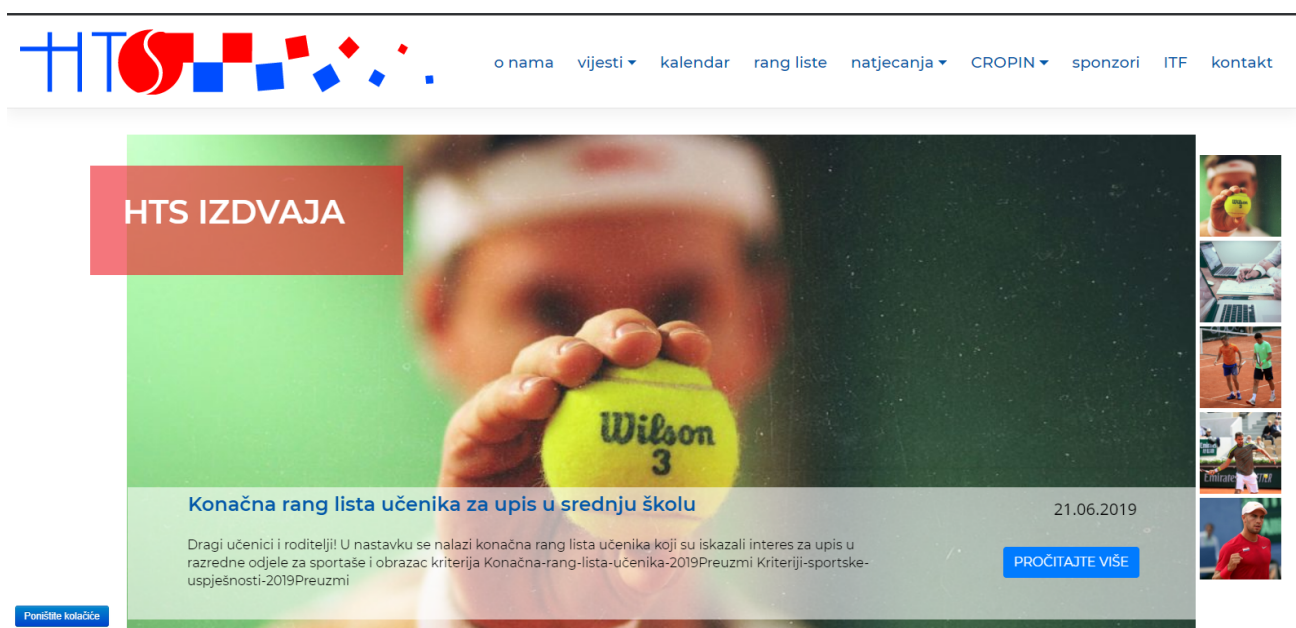 HTS
o nama vijesti kalendar rang liste natjecanja CROPIN sponzori ITF kontakt
HTS IZDVAJA
Wilson
3
Konačna rang lista učenika za upis u srednju školu
21.06.2019
Dragi učenici i roditelji! U nastavku se nalazi konačna rang lista učenika koji su iskazali interes za upis u
razredne odjele za sportaše i obrazac kriterija Konačna-rang-lista-učenika-2019Preuzmi Kriteriji-sportske-
uspješnosti-2019Preuzmi
PROČITAJTE VIŠE
Emirates
Poništite kolačiće